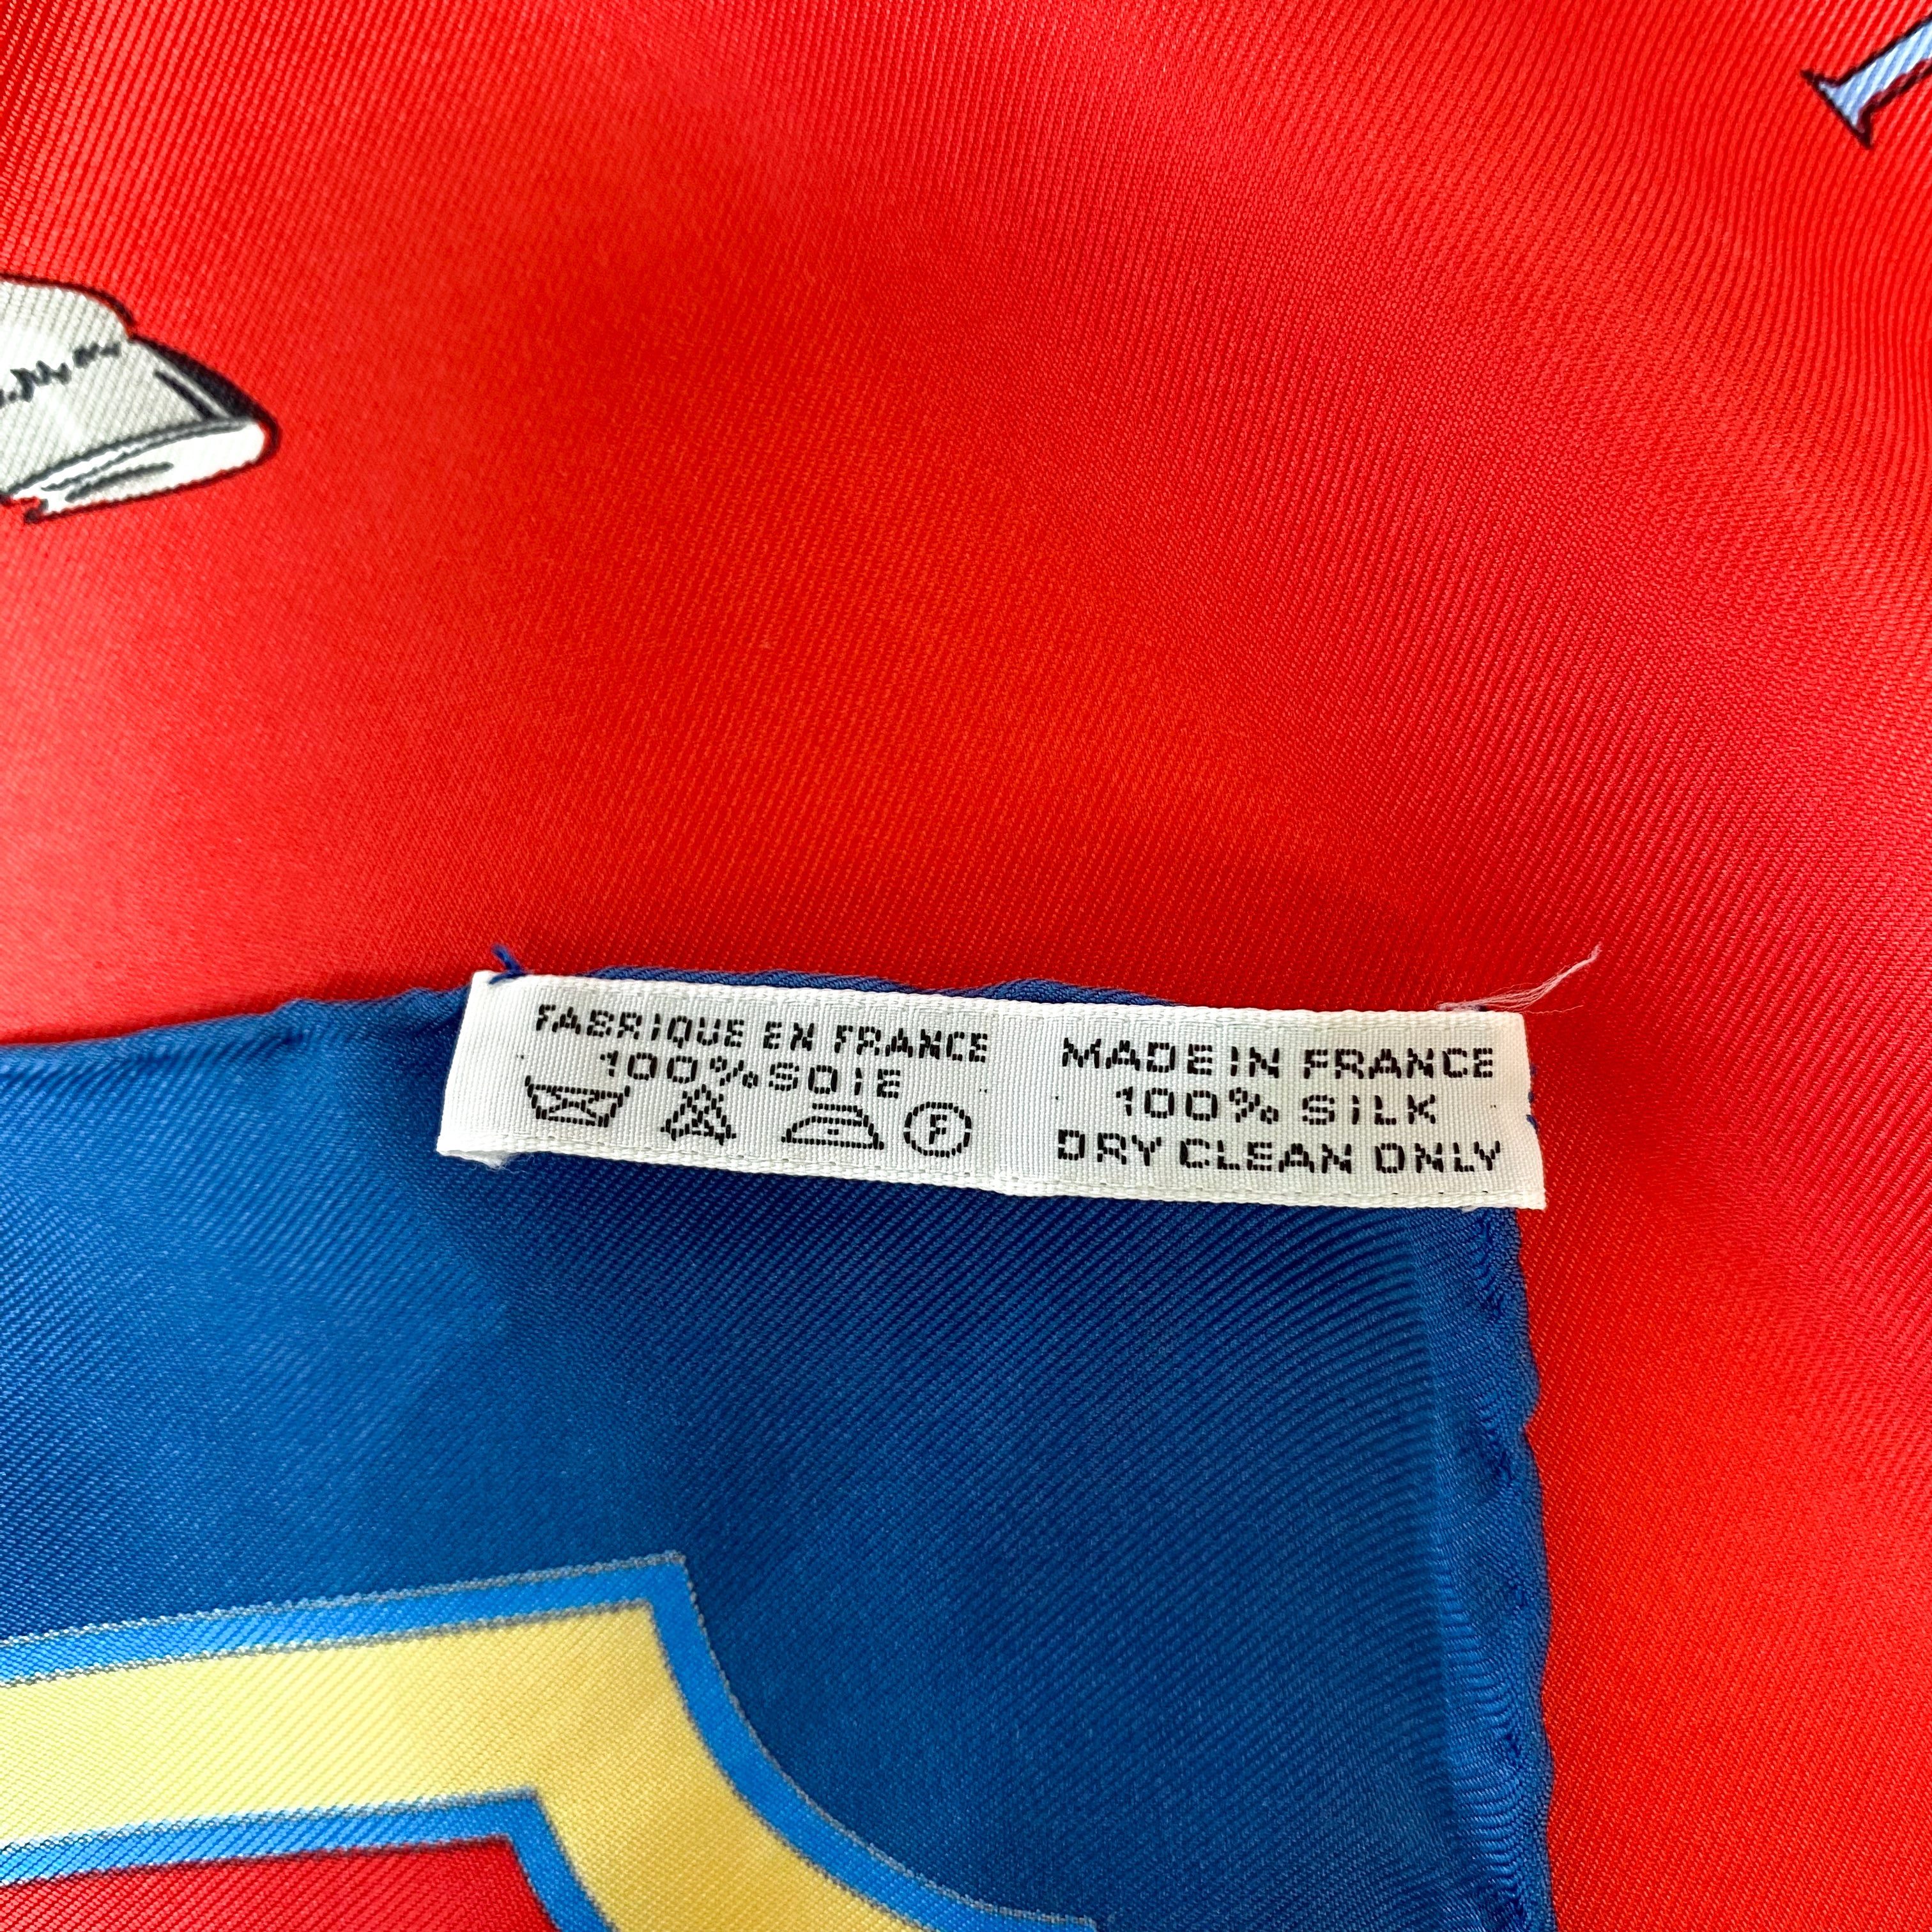 FABRIQUE EN FRANCE
100% SOIE
F
MADE IN FRANCE
100% SILK
DRY CLEAN ONLY